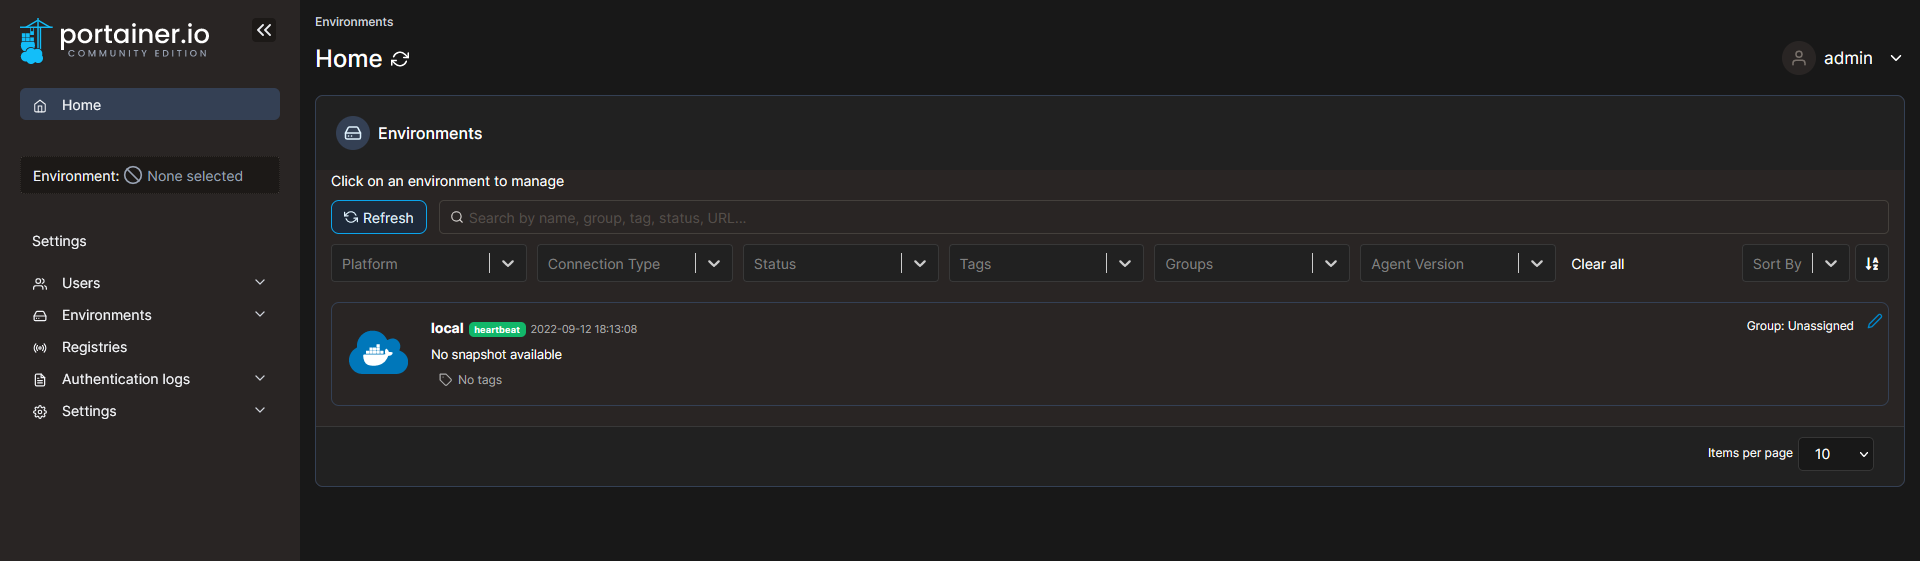 portainer.io
COMMUNITY EDITION
Home
Environment: None selected
Settings
Users
Environments
Registries
Authentication logs
Settings
Environments
Home
admin
Environments
Click on an environment to manage
Refresh
Search by name, group, tag, status, URL...
Platform
Connection Type
Status
Tags
Groups
Agent Version
Clear all
Sort By
local heartbeat 2022-09-12 18:13:08
Group: Unassigned
No snapshot available
No tags
Items per page 10